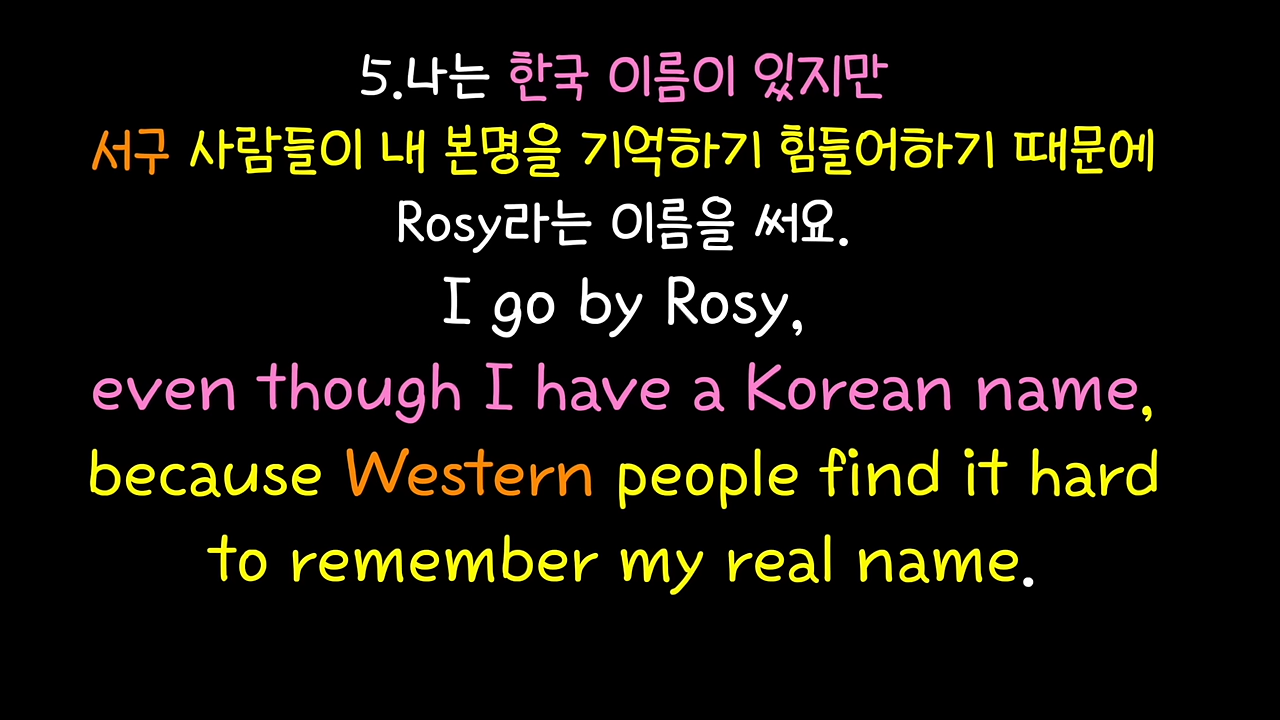 5.나는 한국 이름이 있지만
서구 사람들이 내 본명을 기억하기 힘들어하기 때문에
Rosy라는 이름을 써요.
I go by Rosy,
even though I have a Korean name,
because Western people find it hard
to remember my real name.